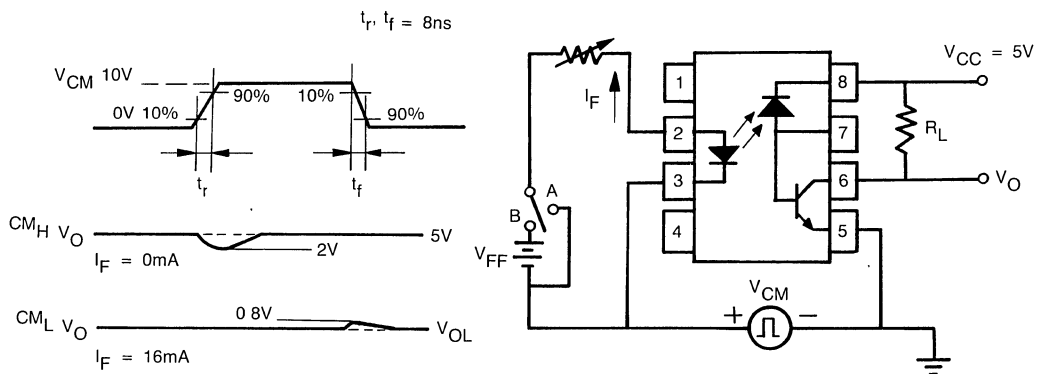 tr, tf = 8ns
VCM 10V
0V 10%
90%
10%
90%
tr
tf
CMH VO
5V
2V
IF = 0mA
CML VO
0 8V
VOL
IF = 16mA
IF
VCC = 5V
1
8
2
7
RL
3
6
VO
4
5
A
B
VFF
VCM
+
−